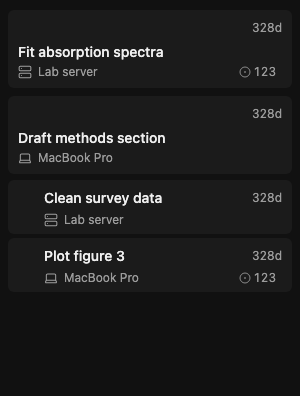 328d
Fit absorption spectra
Lab server 123
328d
Draft methods section
MacBook Pro
Clean survey data 328d
Lab server
Plot figure 3 328d
MacBook Pro 123